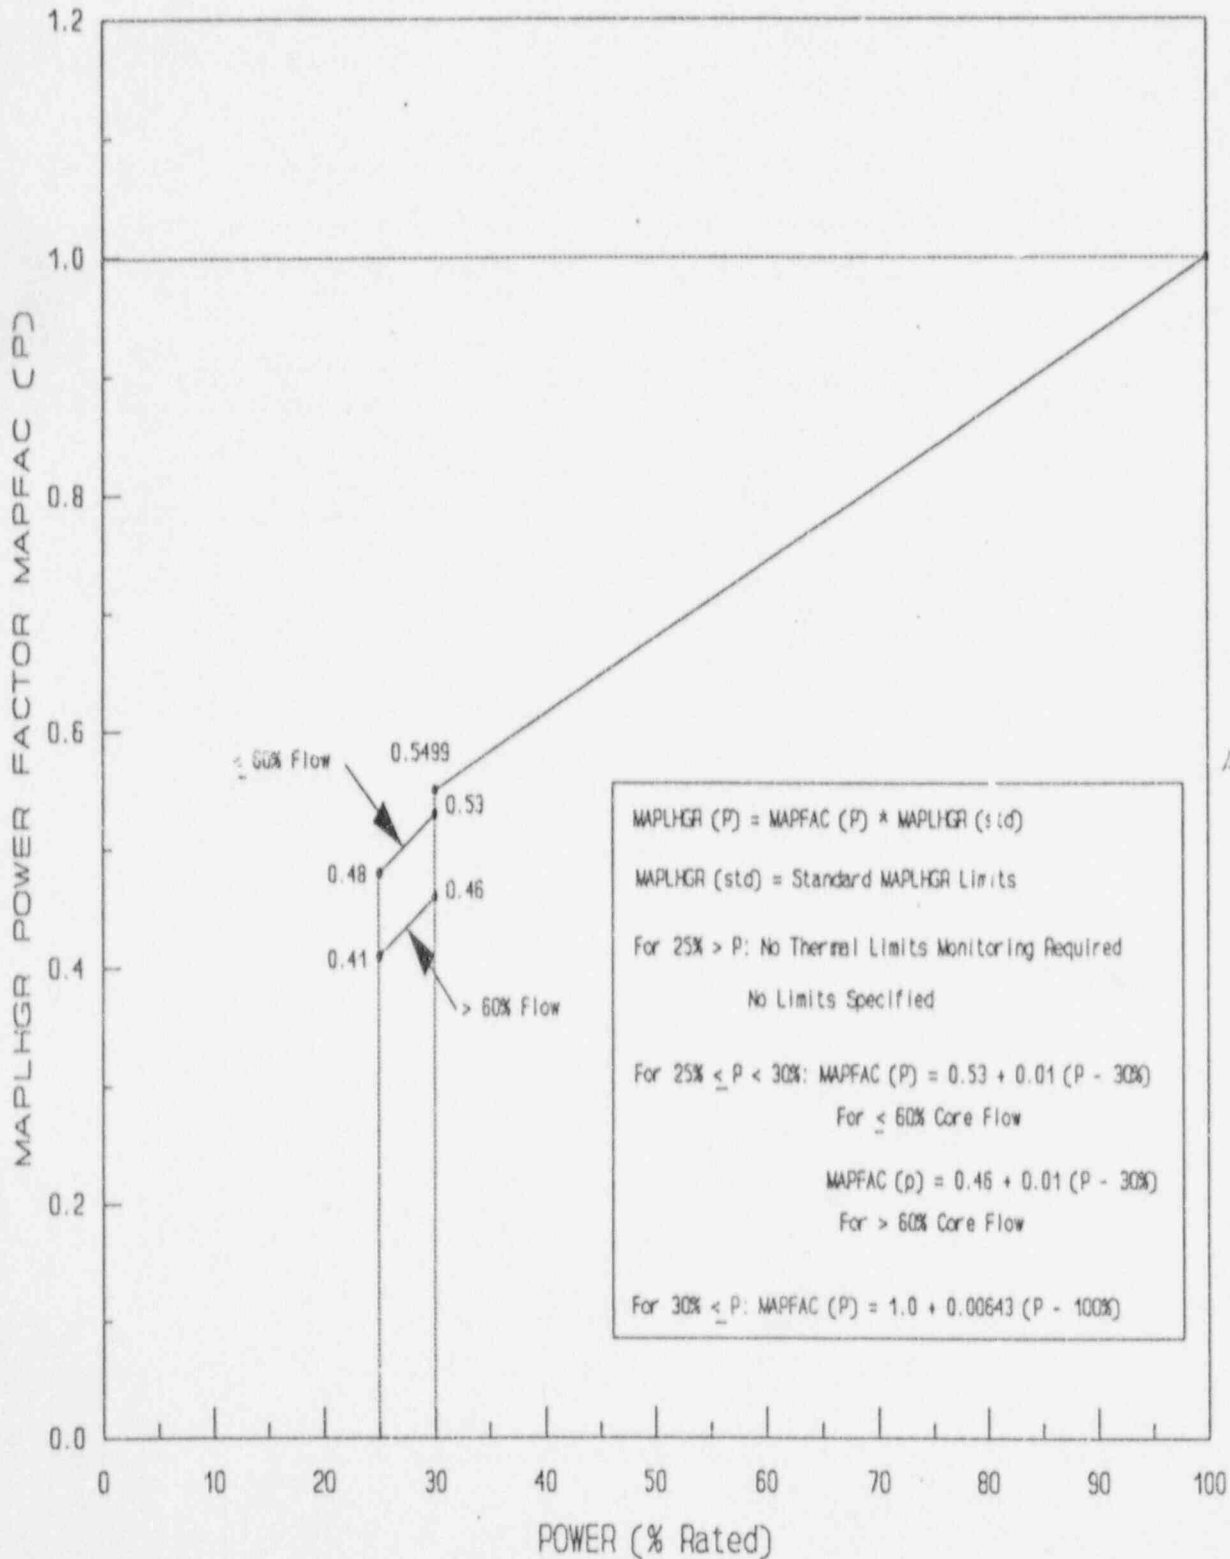 1.2
1.0
0.8
0.6
0.4
0.2
0.0
MAPLHGR POWER FACTOR MAPFAC (P)
≤ 60% Flow
0.5499
0.53
0.48
0.46
0.41
> 60% Flow
MAPLHGR (P) = MAPFAC (P) * MAPLHGR (std)
MAPLHGR (std) = Standard MAPLHGR Limits
For 25% > P: No Thermal Limits Monitoring Required
No Limits Specified
For 25% ≤ P < 30%: MAPFAC (P) = 0.53 + 0.01 (P - 30%)
For ≤ 60% Core Flow
MAPFAC (p) = 0.46 + 0.01 (P - 30%)
For > 60% Core Flow
For 30% ≤ P: MAPFAC (P) = 1.0 + 0.00643 (P - 100%)
0 10 20 30 40 50 60 70 80 90 100
POWER (% Rated)